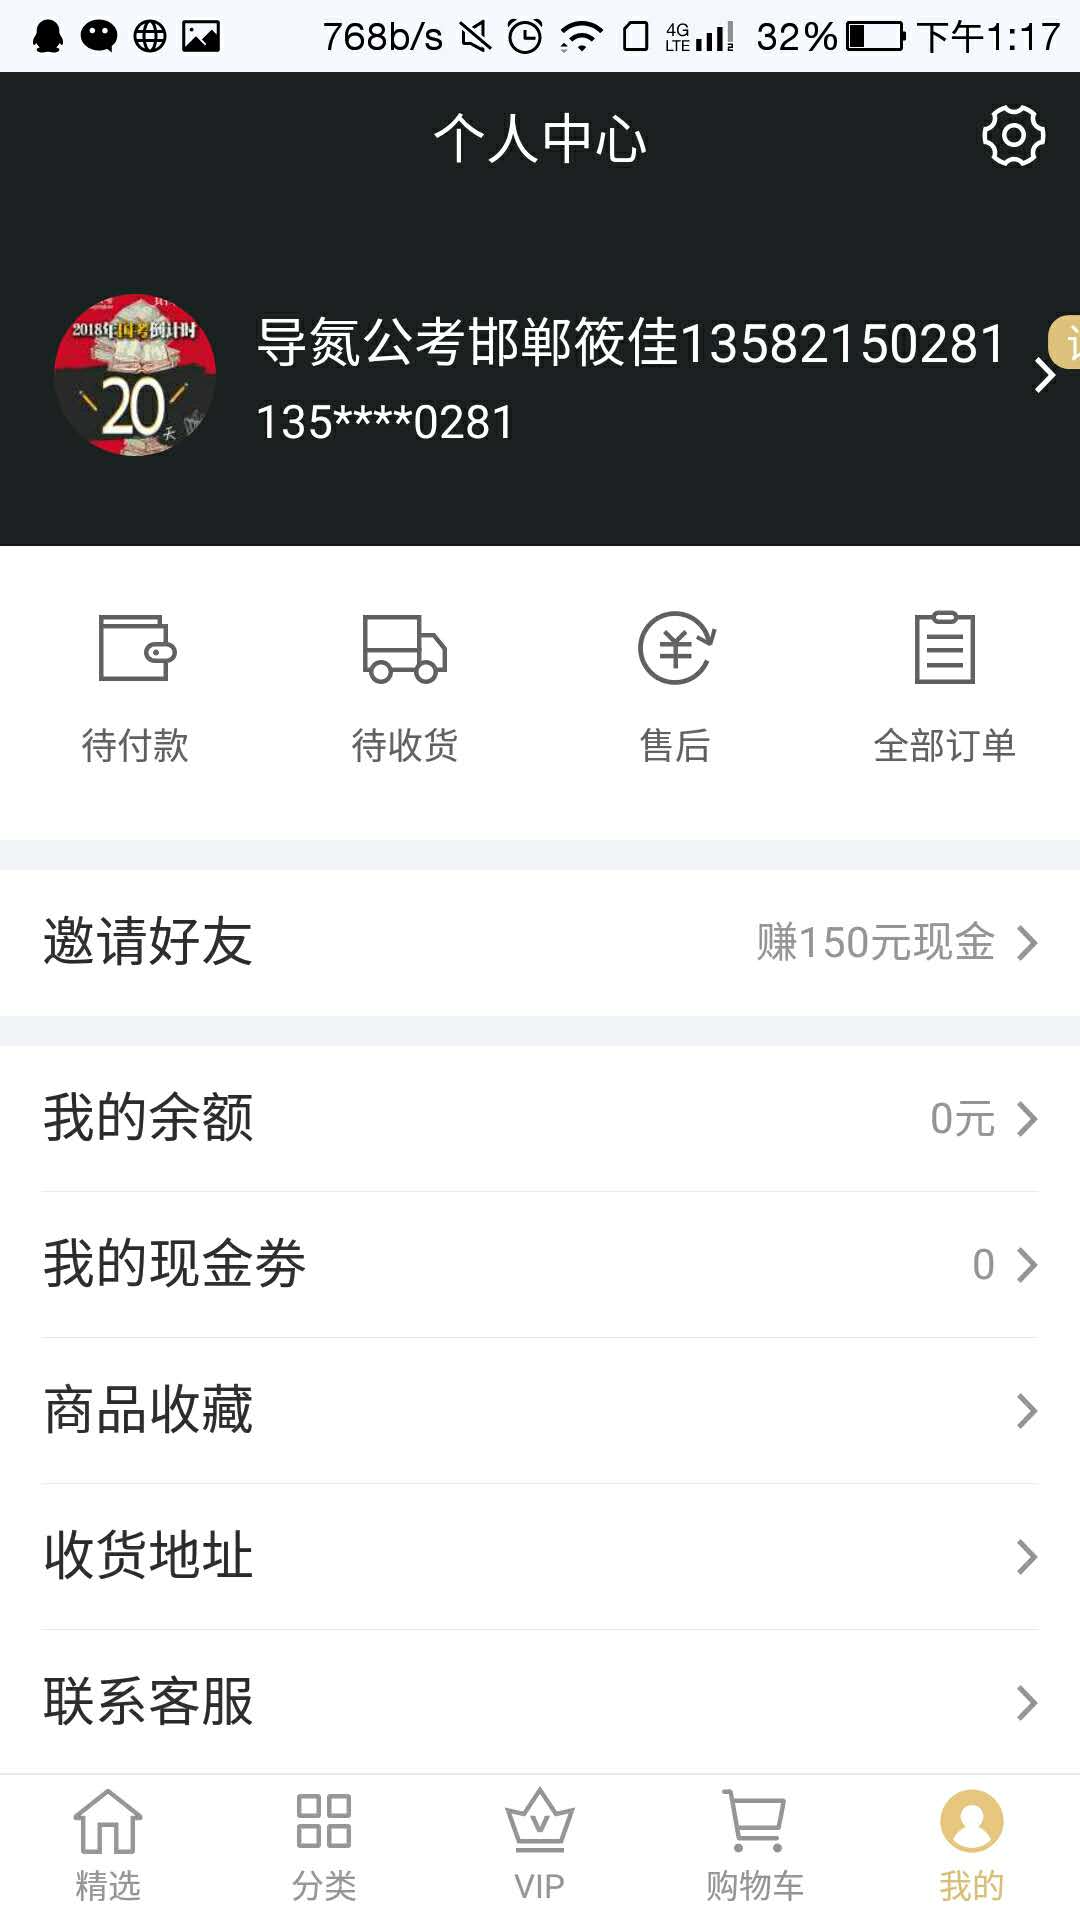 768b/s 4G LTE 2 32% 下午1:17
个人中心
2018年国考倒计时
20
天
导氮公考邯郸筱佳13582150281
135****0281
待付款 待收货 售后 全部订单
邀请好友 赚150元现金
我的余额 0元
我的现金券 0
商品收藏
收货地址
联系客服
精选 分类 VIP 购物车 我的